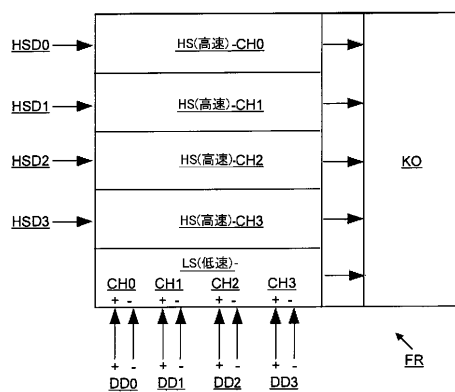 HSD0
HS(高速)-CH0
HSD1
HS(高速)-CH1
HSD2
HS(高速)-CH2
KO
HSD3
HS(高速)-CH3
LS(低速)-
CH0 CH1 CH2 CH3
+ - + - + - + -
+ - + - + - + -
DD0 DD1 DD2 DD3
FR